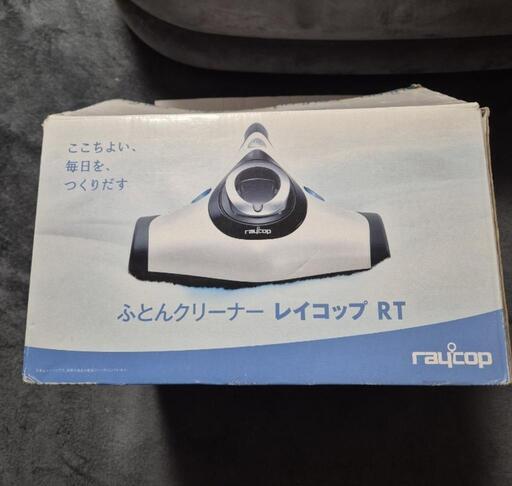 ここちよい、
毎日を、
つくりだす
raycop
ふとんクリーナー レイコップ RT
raycop